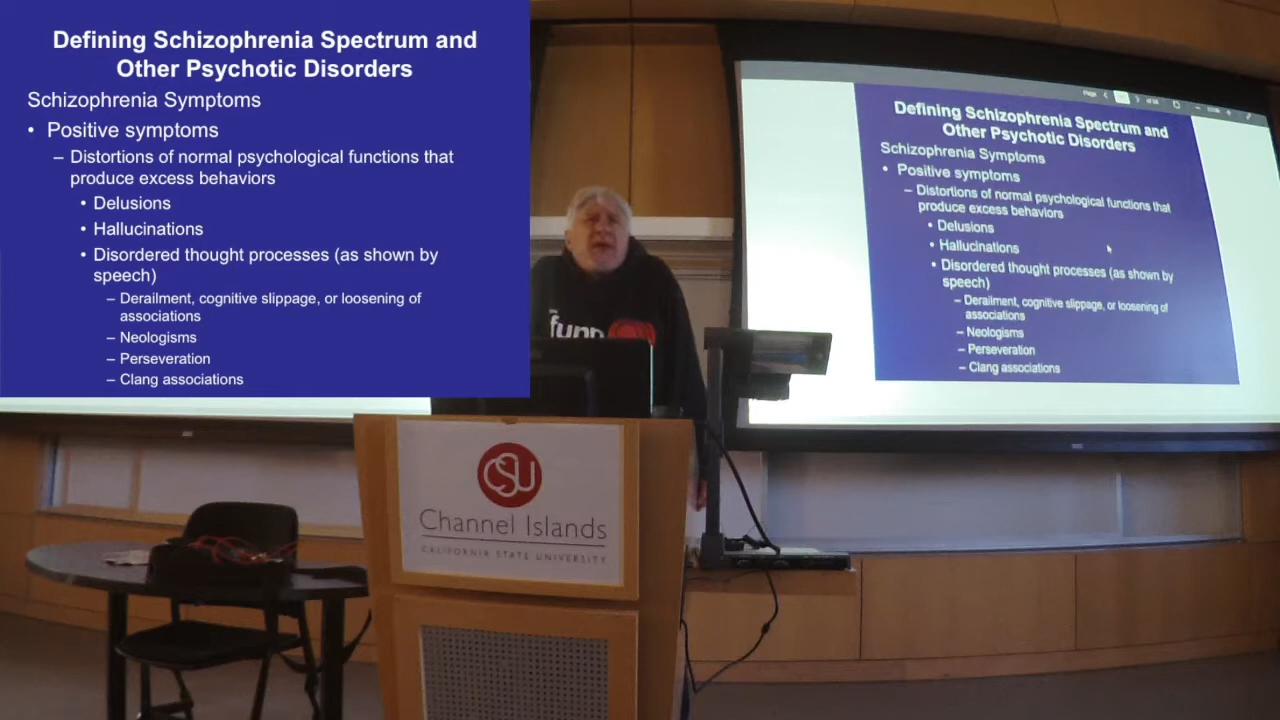 Defining Schizophrenia Spectrum and
Other Psychotic Disorders
Schizophrenia Symptoms
• Positive symptoms
– Distortions of normal psychological functions that
produce excess behaviors
• Delusions
• Hallucinations
• Disordered thought processes (as shown by
speech)
– Derailment, cognitive slippage, or loosening of
associations
– Neologisms
– Perseveration
– Clang associations
Page
Defining Schizophrenia Spectrum and
Other Psychotic Disorders
Schizophrenia Symptoms
• Positive symptoms
– Distortions of normal psychological functions that
produce excess behaviors
• Delusions
• Hallucinations
• Disordered thought processes (as shown by
speech)
– Derailment, cognitive slippage, or loosening of
associations
– Neologisms
– Perseveration
– Clang associations
CSU
Channel Islands
CALIFORNIA STATE UNIVERSITY